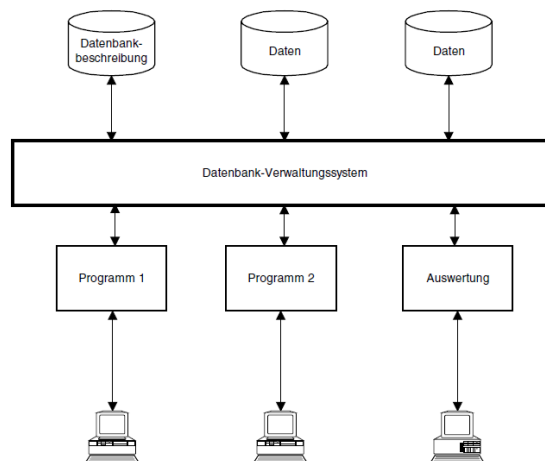 Datenbank-
beschreibung
Daten
Daten
Datenbank-Verwaltungssystem
Programm 1
Programm 2
Auswertung